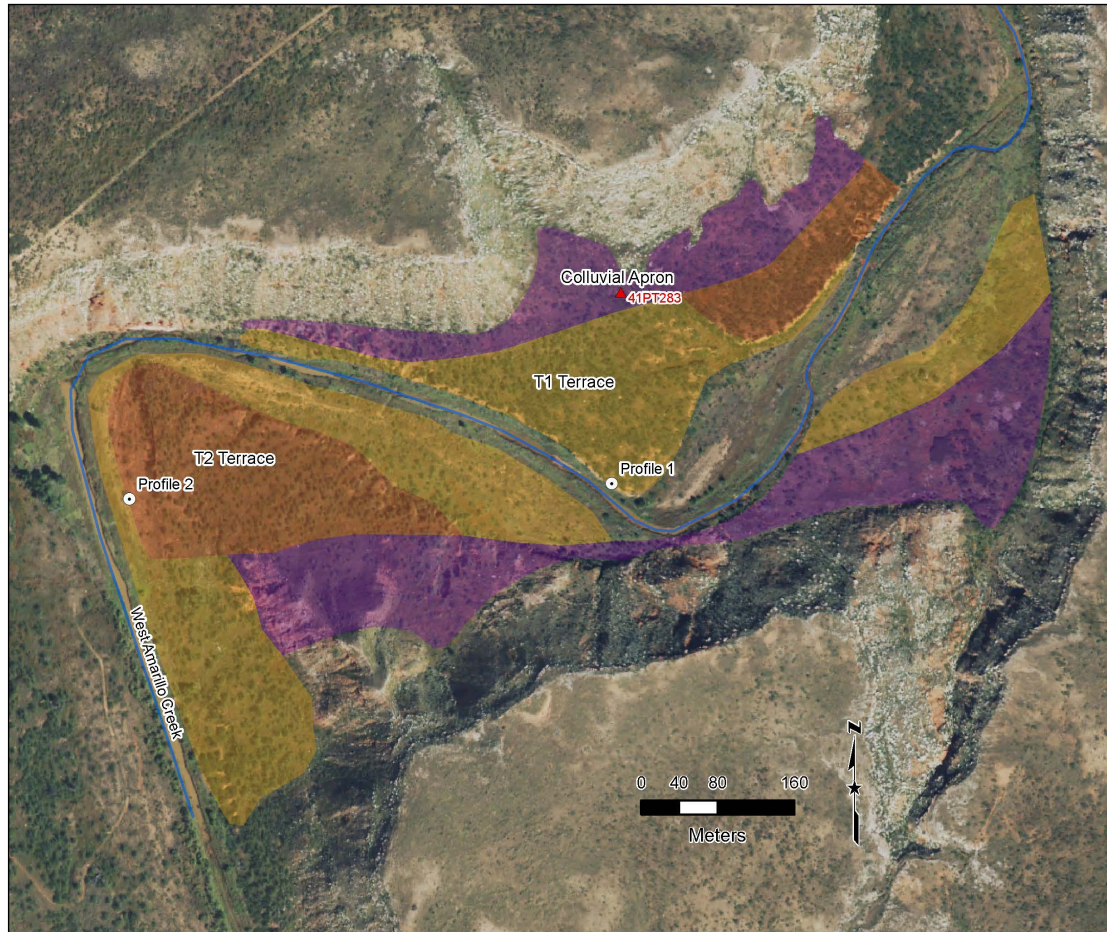 Colluvial Apron
41PT283
T1 Terrace
T2 Terrace
Profile 1
Profile 2
West Amarillo Creek
N
0 40 80 160
Meters